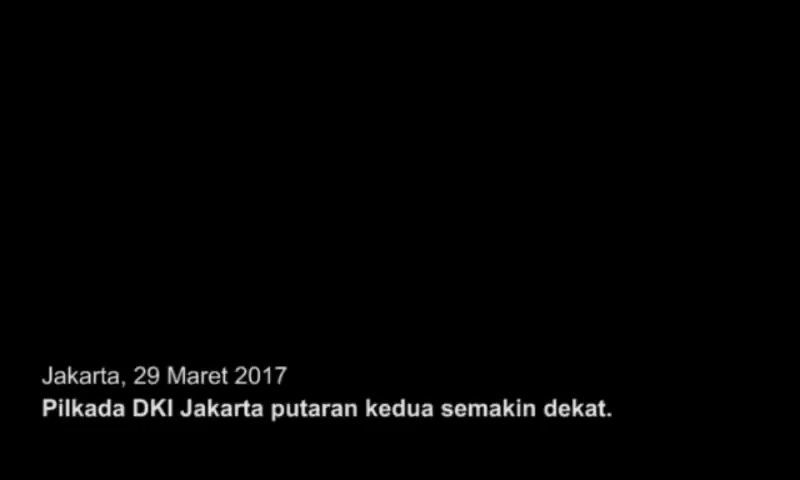 Jakarta, 29 Maret 2017
Pilkada DKI Jakarta putaran kedua semakin dekat.